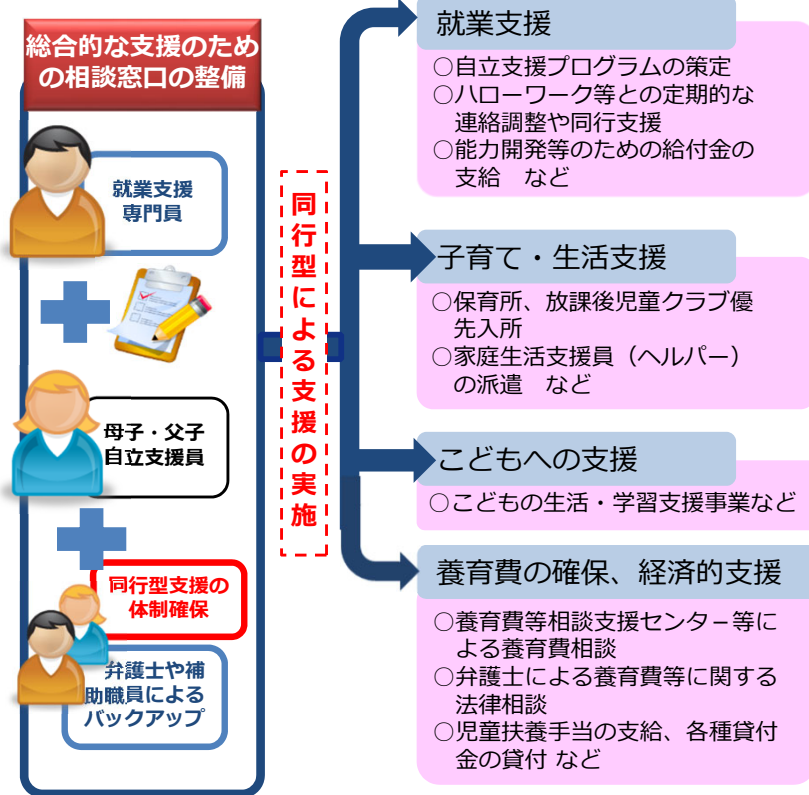 総合的な支援のため
の相談窓口の整備
就業支援
専門員
母子・父子
自立支援員
同行型支援の
体制確保
弁護士や補
助職員による
バックアップ
同行型による支援の実施
就業支援
○自立支援プログラムの策定
○ハローワーク等との定期的な
連絡調整や同行支援
○能力開発等のための給付金の
支給　など
子育て・生活支援
○保育所、放課後児童クラブ優
先入所
○家庭生活支援員（ヘルパー）
の派遣　など
こどもへの支援
○こどもの生活・学習支援事業など
養育費の確保、経済的支援
○養育費等相談支援センタ－等に
よる養育費相談
○弁護士による養育費等に関する
法律相談
○児童扶養手当の支給、各種貸付
金の貸付 など